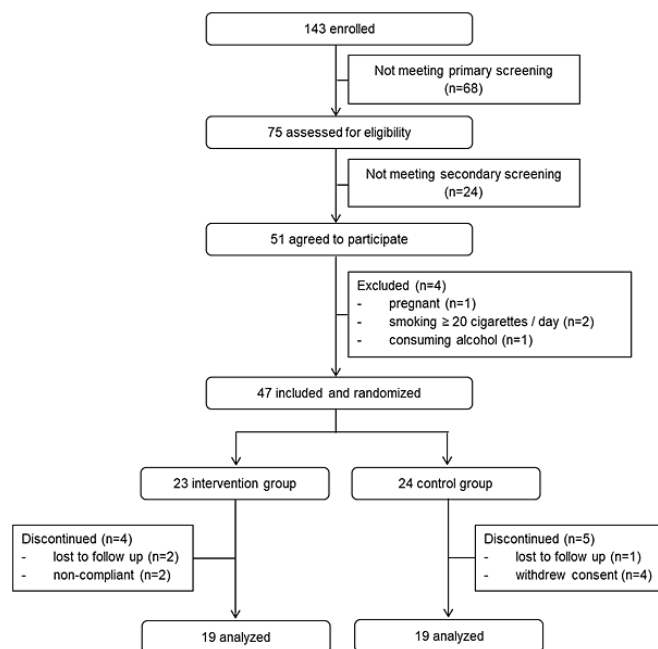 143 enrolled
Not meeting primary screening
(n=68)
75 assessed for eligibility
Not meeting secondary screening
(n=24)
51 agreed to participate
Excluded (n=4)
- pregnant (n=1)
- smoking ≥ 20 cigarettes / day (n=2)
- consuming alcohol (n=1)
47 included and randomized
23 intervention group
24 control group
Discontinued (n=4)
- lost to follow up (n=2)
- non-compliant (n=2)
Discontinued (n=5)
- lost to follow up (n=1)
- withdrew consent (n=4)
19 analyzed
19 analyzed